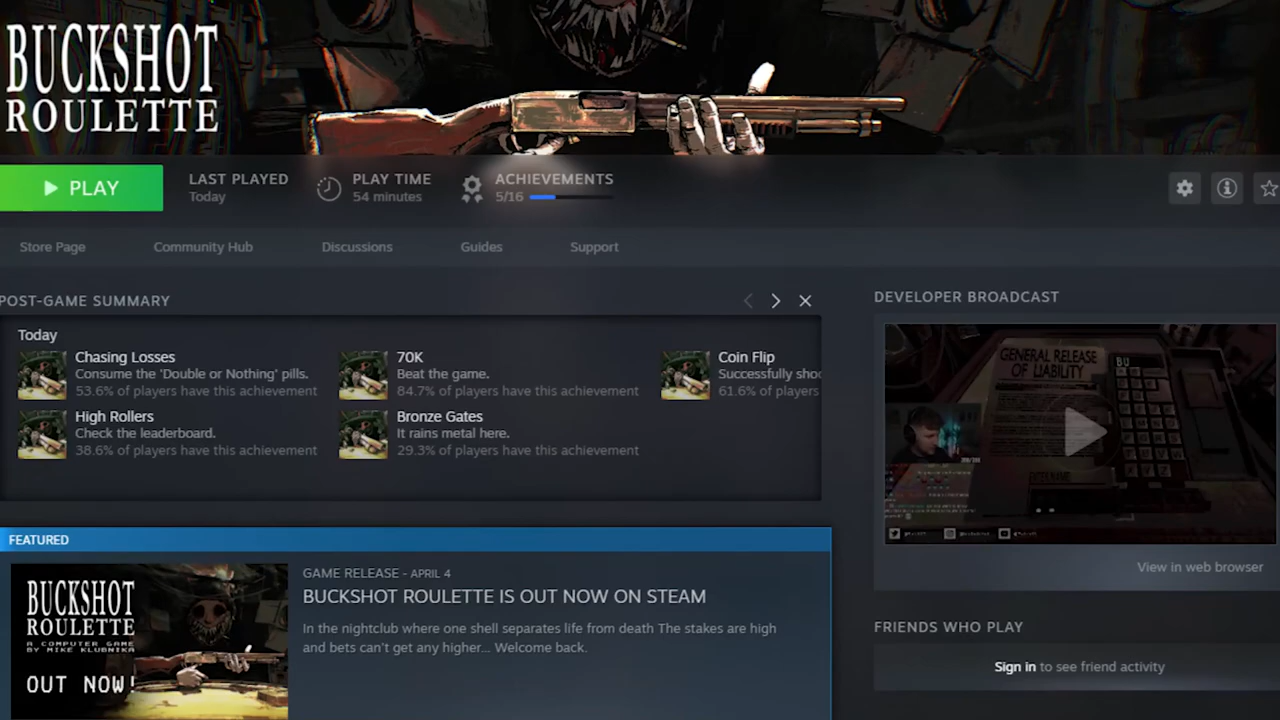 BUCKSHOT
ROULETTE
PLAY
LAST PLAYED
Today
PLAY TIME
54 minutes
ACHIEVEMENTS
5/16
Store Page
Community Hub
Discussions
Guides
Support
POST-GAME SUMMARY
Today
Chasing Losses
Consume the 'Double or Nothing' pills.
53.6% of players have this achievement
70K
Beat the game.
84.7% of players have this achievement
Coin Flip
Successfully shoo
61.6% of players
High Rollers
Check the leaderboard.
38.6% of players have this achievement
Bronze Gates
It rains metal here.
29.3% of players have this achievement
DEVELOPER BROADCAST
GENERAL RELEASE
OF LIABILITY
BU
ENTER NAME
View in web browser
FRIENDS WHO PLAY
Sign in to see friend activity
FEATURED
BUCKSHOT
ROULETTE
A COMPUTER GAME
BY MIKE KLUBNIKA
OUT NOW!
GAME RELEASE - APRIL 4
BUCKSHOT ROULETTE IS OUT NOW ON STEAM
In the nightclub where one shell separates life from death The stakes are high
and bets can't get any higher... Welcome back.